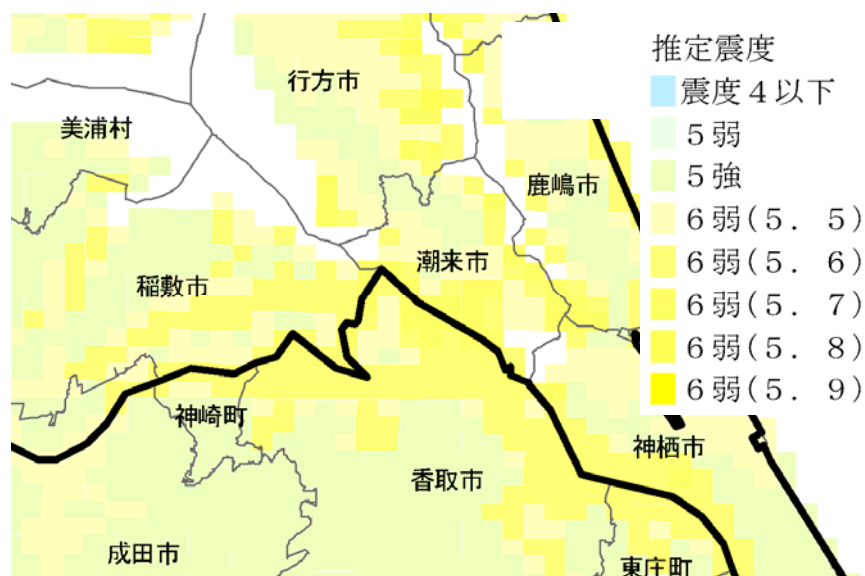 推定震度
震度４以下
５弱
５強
６弱(５．５)
６弱(５．６)
６弱(５．７)
６弱(５．８)
６弱(５．９)
行方市
美浦村
鹿嶋市
潮来市
稲敷市
神崎町
神栖市
香取市
成田市
東庄町